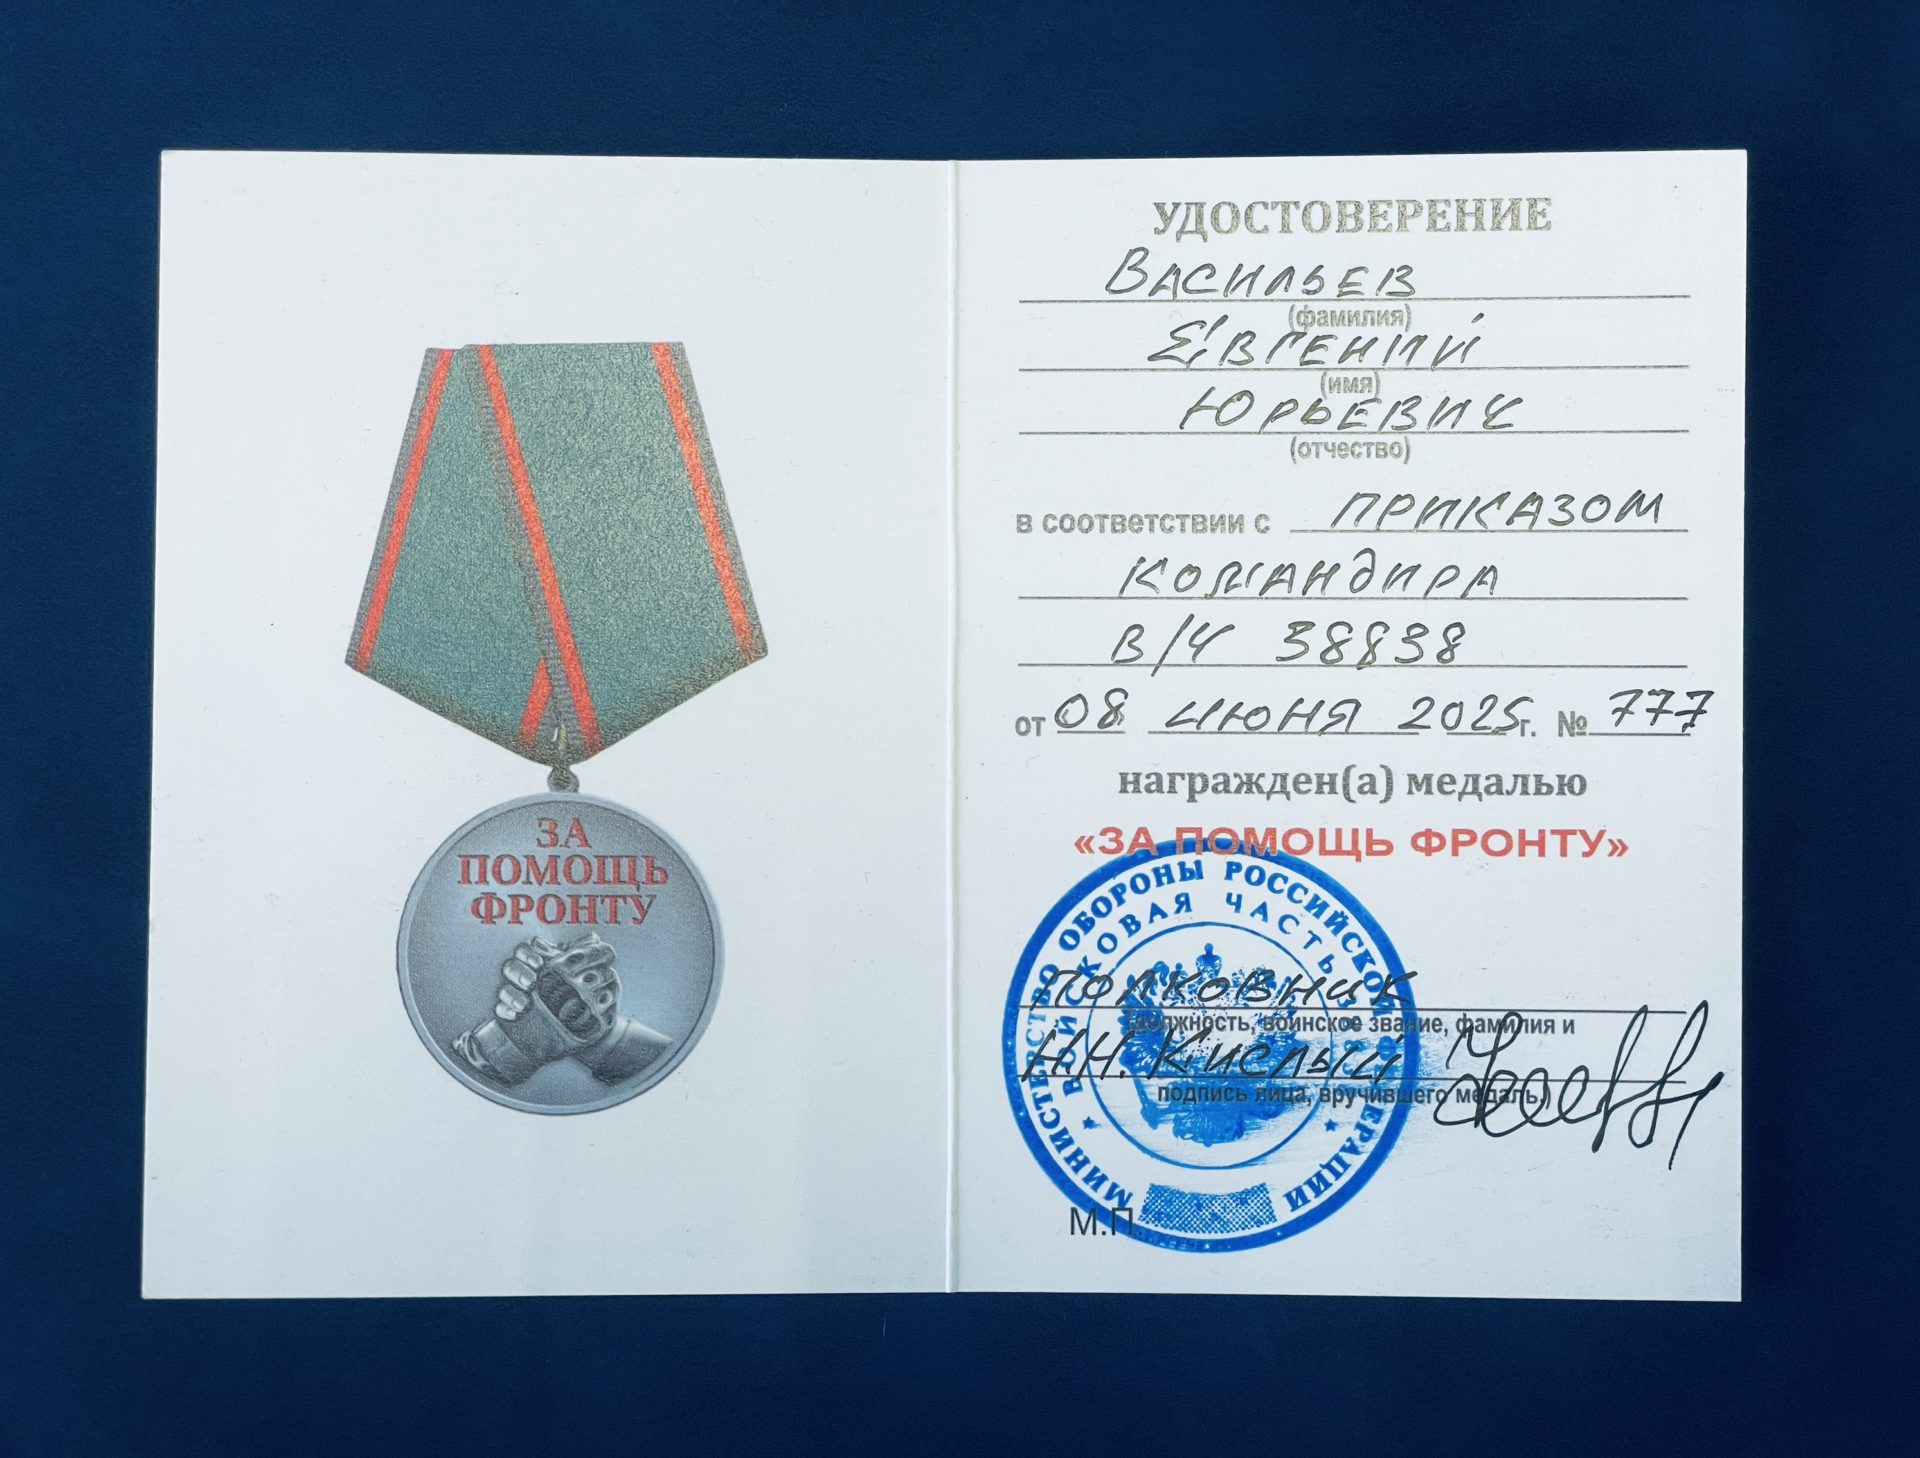 ЗА
ПОМОЩЬ
ФРОНТУ
УДОСТОВЕРЕНИЕ
Васильев
(фамилия)
Евгений
(имя)
Юрьевич
(отчество)
в соответствии с приказом
командира
в/ч 38838
от 08 июня 2025г. № 777
награжден(а) медалью
«ЗА ПОМОЩЬ ФРОНТУ»
МИНИСТЕРСТВО ОБОРОНЫ РОССИЙСКОЙ ФЕДЕРАЦИИ
ВОЙСКОВАЯ ЧАСТЬ
полковник
(должность, воинское звание, фамилия и
Н.Н. Кислый
подпись лица, вручившего медаль.)
М.П.